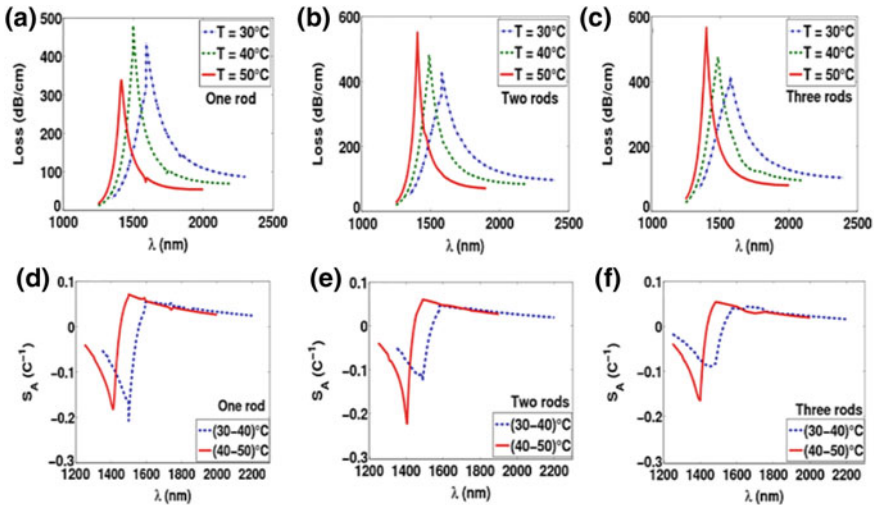 (a)
500
400
300
200
100
0
Loss (dB/cm)
T = 30°C
T = 40°C
T = 50°C
One rod
1000 1500 2000 2500
λ (nm)
(b)
600
400
200
0
Loss (dB/cm)
T = 30°C
T = 40°C
T = 50°C
Two rods
1000 1500 2000 2500
λ (nm)
(c)
600
400
200
0
Loss (dB/cm)
T = 30°C
T = 40°C
T = 50°C
Three rods
1000 1500 2000 2500
λ (nm)
(d)
0.1
0
−0.1
−0.2
−0.3
S_A (C⁻¹)
One rod
(30−40)°C
(40−50)°C
1200 1400 1600 1800 2000 2200
λ (nm)
(e)
0.1
0
−0.1
−0.2
−0.3
S_A (C⁻¹)
Two rods
(30−40)°C
(40−50)°C
1200 1400 1600 1800 2000 2200
λ (nm)
(f)
0.1
0
−0.1
−0.2
−0.3
S_A (C⁻¹)
Three rods
(30−40)°C
(40−50)°C
1200 1400 1600 1800 2000 2200
λ (nm)